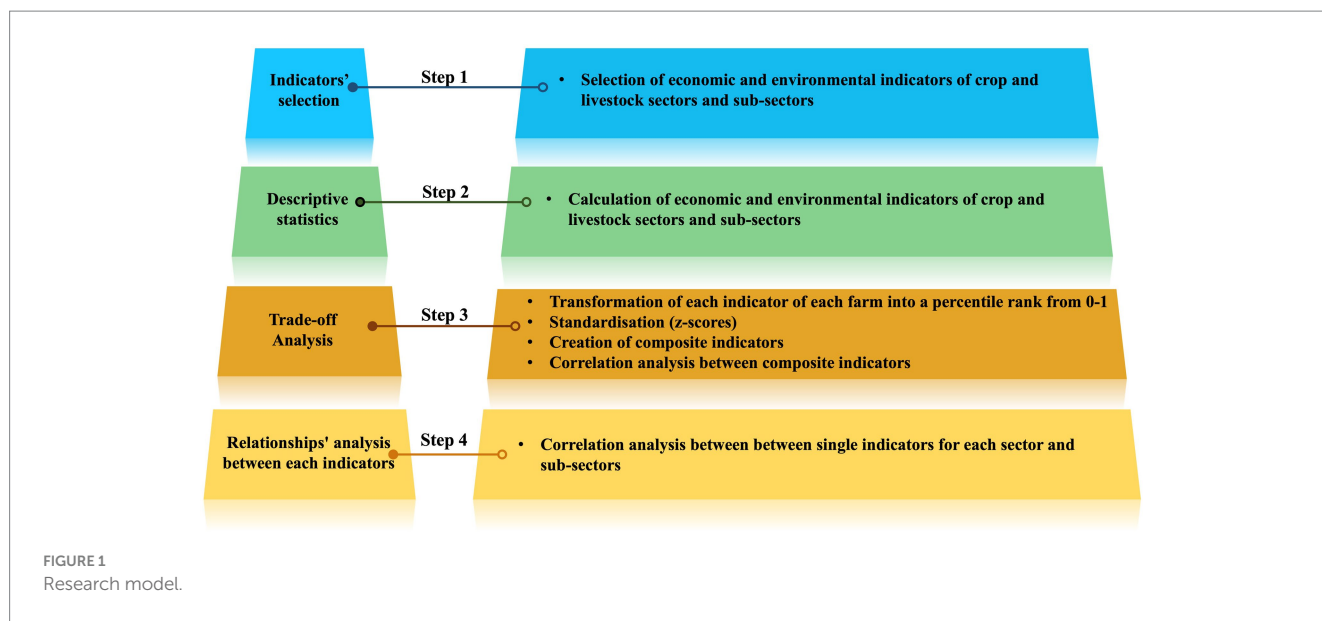 Indicators'
selection
Step 1
• Selection of economic and environmental indicators of crop and
livestock sectors and sub-sectors
Descriptive
statistics
Step 2
• Calculation of economic and environmental indicators of crop and
livestock sectors and sub-sectors
Trade-off
Analysis
Step 3
• Transformation of each indicator of each farm into a percentile rank from 0-1
• Standardisation (z-scores)
• Creation of composite indicators
• Correlation analysis between composite indicators
Relationships' analysis
between each indicators
Step 4
• Correlation analysis between between single indicators for each sector and
sub-sectors
FIGURE 1
Research model.